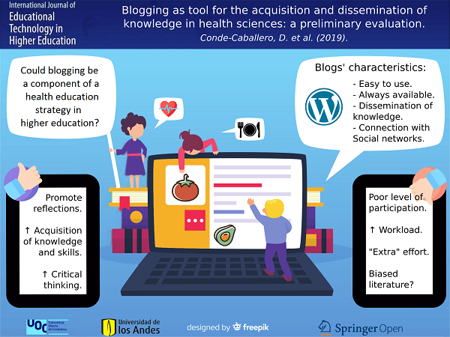 International Journal of
Educational
Technology in
Higher Education
Blogging as tool for the acquisition and dissemination
of knowledge in health sciences: a preliminary evaluation.
Conde-Caballero, D. et al. (2019).
Could blogging be
a component of a
health education
strategy in
higher education?
Blogs' characteristics:
- Easy to use.
- Always available.
- Dissemination of
knowledge.
- Connection with
Social networks.
Promote
reflections.
↑ Acquisition
of knowledge
and skills.
↑ Critical
thinking.
Poor level of
participation.
↑ Workload.
"Extra" effort.
Biased
literature?
UOC
Universidad de
los Andes
designed by freepik
Springer Open